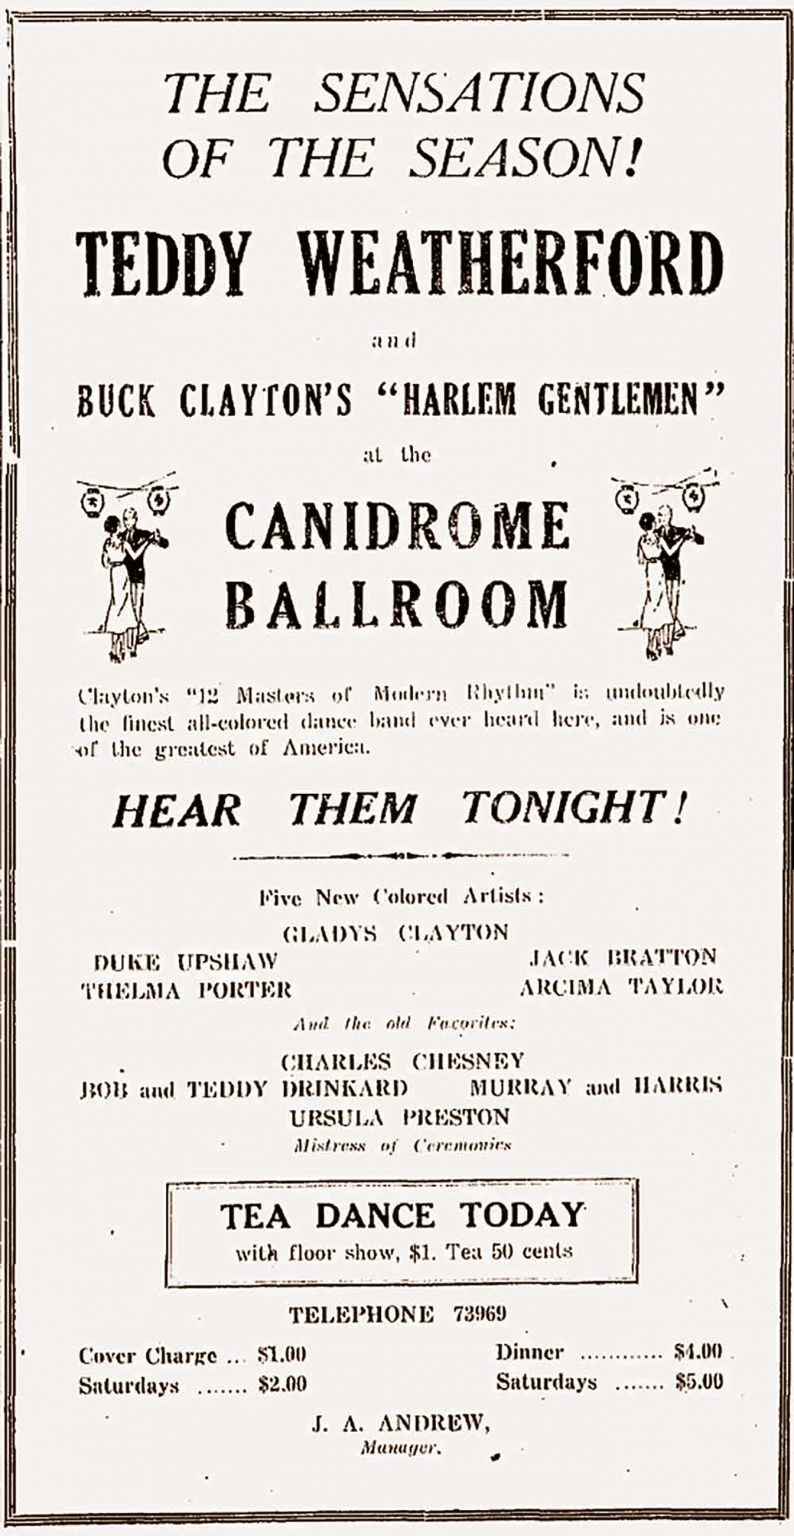 THE SENSATIONS
OF THE SEASON!
TEDDY WEATHERFORD
and
BUCK CLAYTON'S "HARLEM GENTLEMEN"
at the
CANIDROME
BALLROOM
Clayton's "12 Masters of Modern Rhythm" is undoubtedly
the finest all-colored dance band ever heard here, and is one
of the greatest of America.
HEAR THEM TONIGHT!
Five New Colored Artists:
GLADYS CLAYTON
DUKE UPSHAW JACK BRATTON
THELMA PORTER ARCIMA TAYLOR
And the old Favorites:
CHARLES CHESNEY
BOB and TEDDY DRINKARD MURRAY and HARRIS
URSULA PRESTON
Mistress of Ceremonies
TEA DANCE TODAY
with floor show, $1. Tea 50 cents
TELEPHONE 73969
Cover Charge ... $1.00 Dinner ............ $4.00
Saturdays ....... $2.00 Saturdays ....... $5.00
J. A. ANDREW,
Manager.